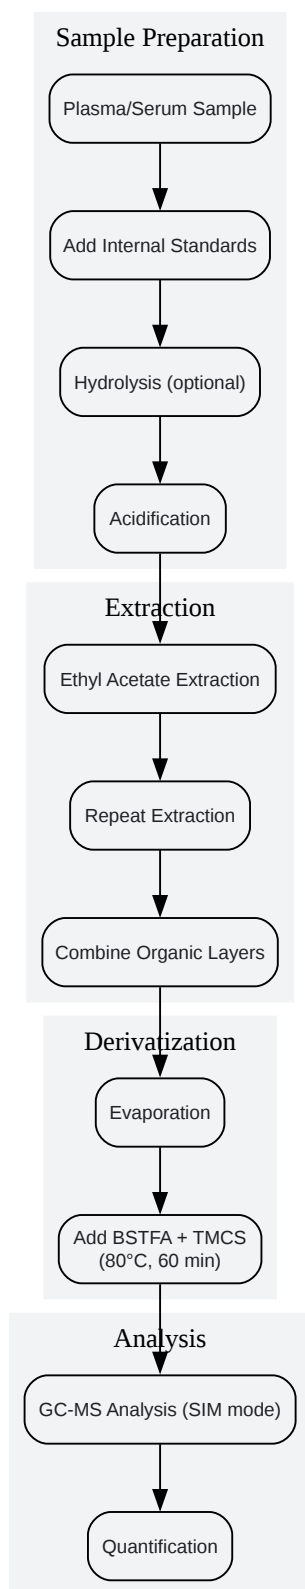 Sample Preparation
Plasma/Serum Sample
Add Internal Standards
Hydrolysis (optional)
Acidification
Extraction
Ethyl Acetate Extraction
Repeat Extraction
Combine Organic Layers
Derivatization
Evaporation
Add BSTFA + TMCS
(80°C, 60 min)
Analysis
GC-MS Analysis (SIM mode)
Quantification